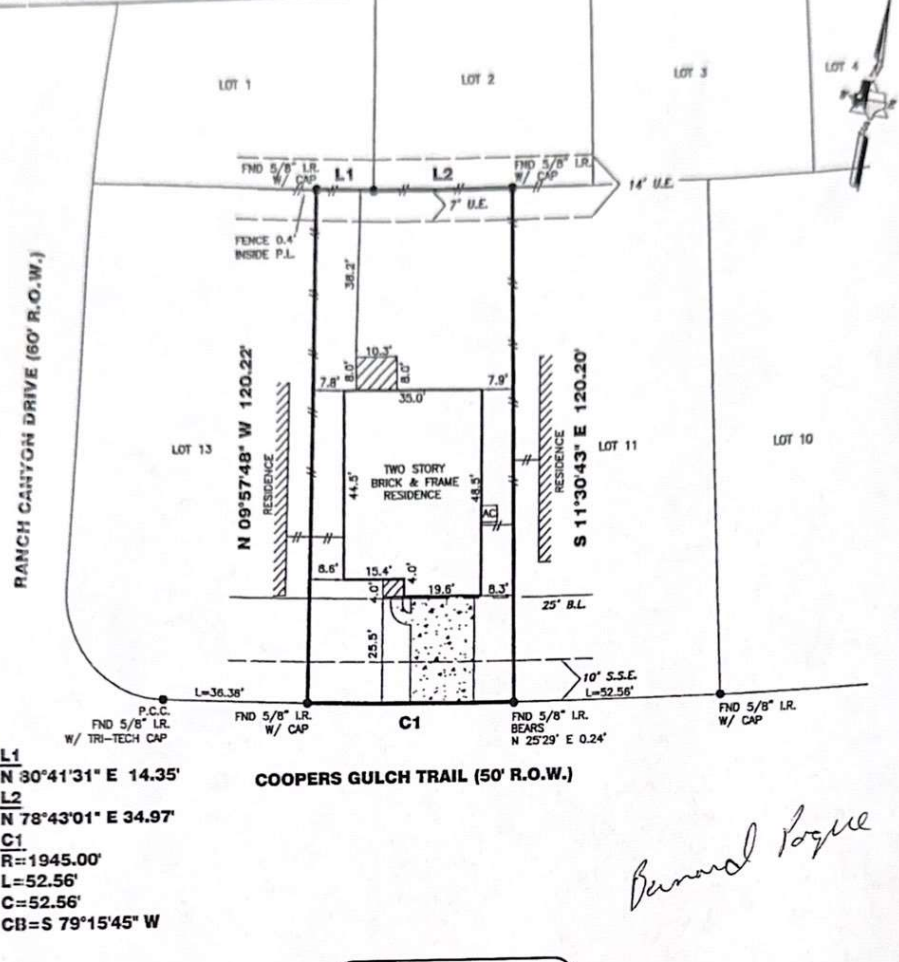 LOT 1
LOT 2
LOT 3
LOT 4
FND 5/8" I.R.
W/ CAP
L1
L2
FND 5/8" I.R.
W/ CAP
14' U.E.
7' U.E.
FENCE 0.4'
INSIDE P.L.
RANCH CANYON DRIVE (60' R.O.W.)
38.2'
10.3'
8.0'
8.0'
7.8'
35.0'
7.9'
N 09°57'48" W 120.22'
S 11°30'43" E 120.20'
LOT 13
RESIDENCE
TWO STORY
BRICK & FRAME
RESIDENCE
44.5'
48.5'
AC
RESIDENCE
LOT 11
LOT 10
8.6'
15.4'
4.0'
4.0'
19.6'
8.3'
25' B.L.
25.5'
10' S.S.E.
L=36.38'
L=52.56'
P.C.C.
FND 5/8" I.R.
W/ TRI-TECH CAP
FND 5/8" I.R.
W/ CAP
C1
FND 5/8" I.R.
BEARS
N 25°29' E 0.24'
FND 5/8" I.R.
W/ CAP
COOPERS GULCH TRAIL (50' R.O.W.)
L1
N 80°41'31" E 14.35'
L2
N 78°43'01" E 34.97'
C1
R=1945.00'
L=52.56'
C=52.56'
CB=S 79°15'45" W
Bernard Pogue